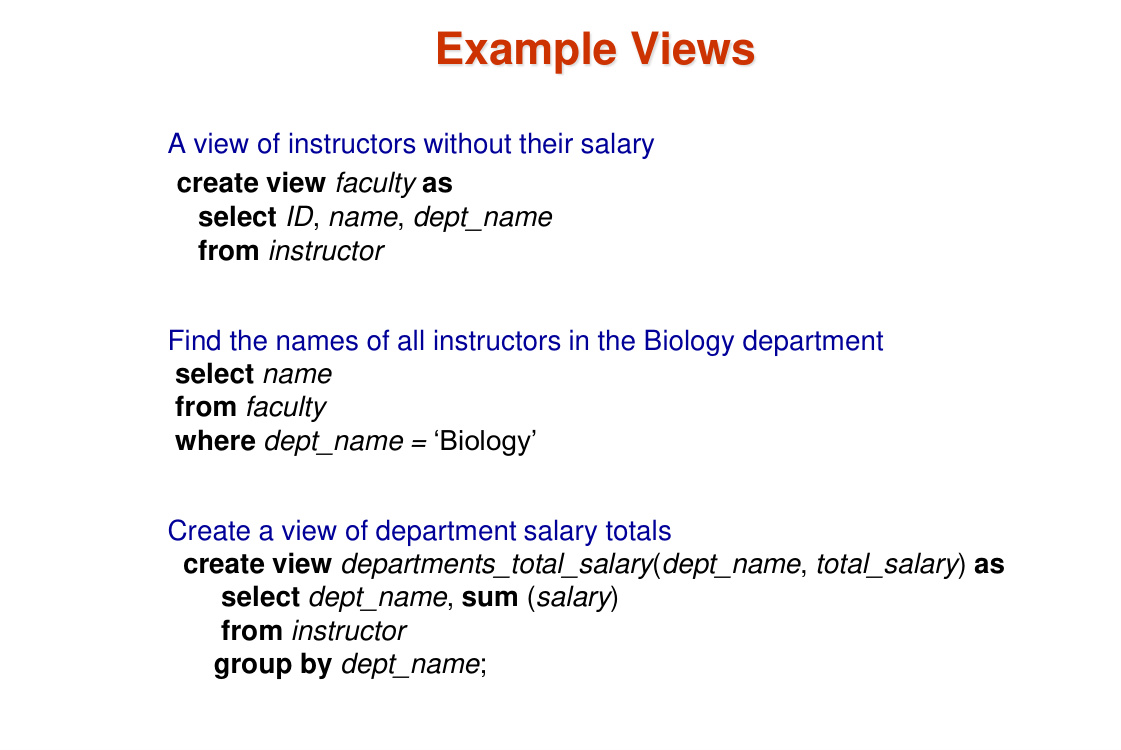 Example Views
A view of instructors without their salary
create view faculty as
select ID, name, dept_name
from instructor
Find the names of all instructors in the Biology department
select name
from faculty
where dept_name = ‘Biology’
Create a view of department salary totals
create view departments_total_salary(dept_name, total_salary) as
select dept_name, sum (salary)
from instructor
group by dept_name;